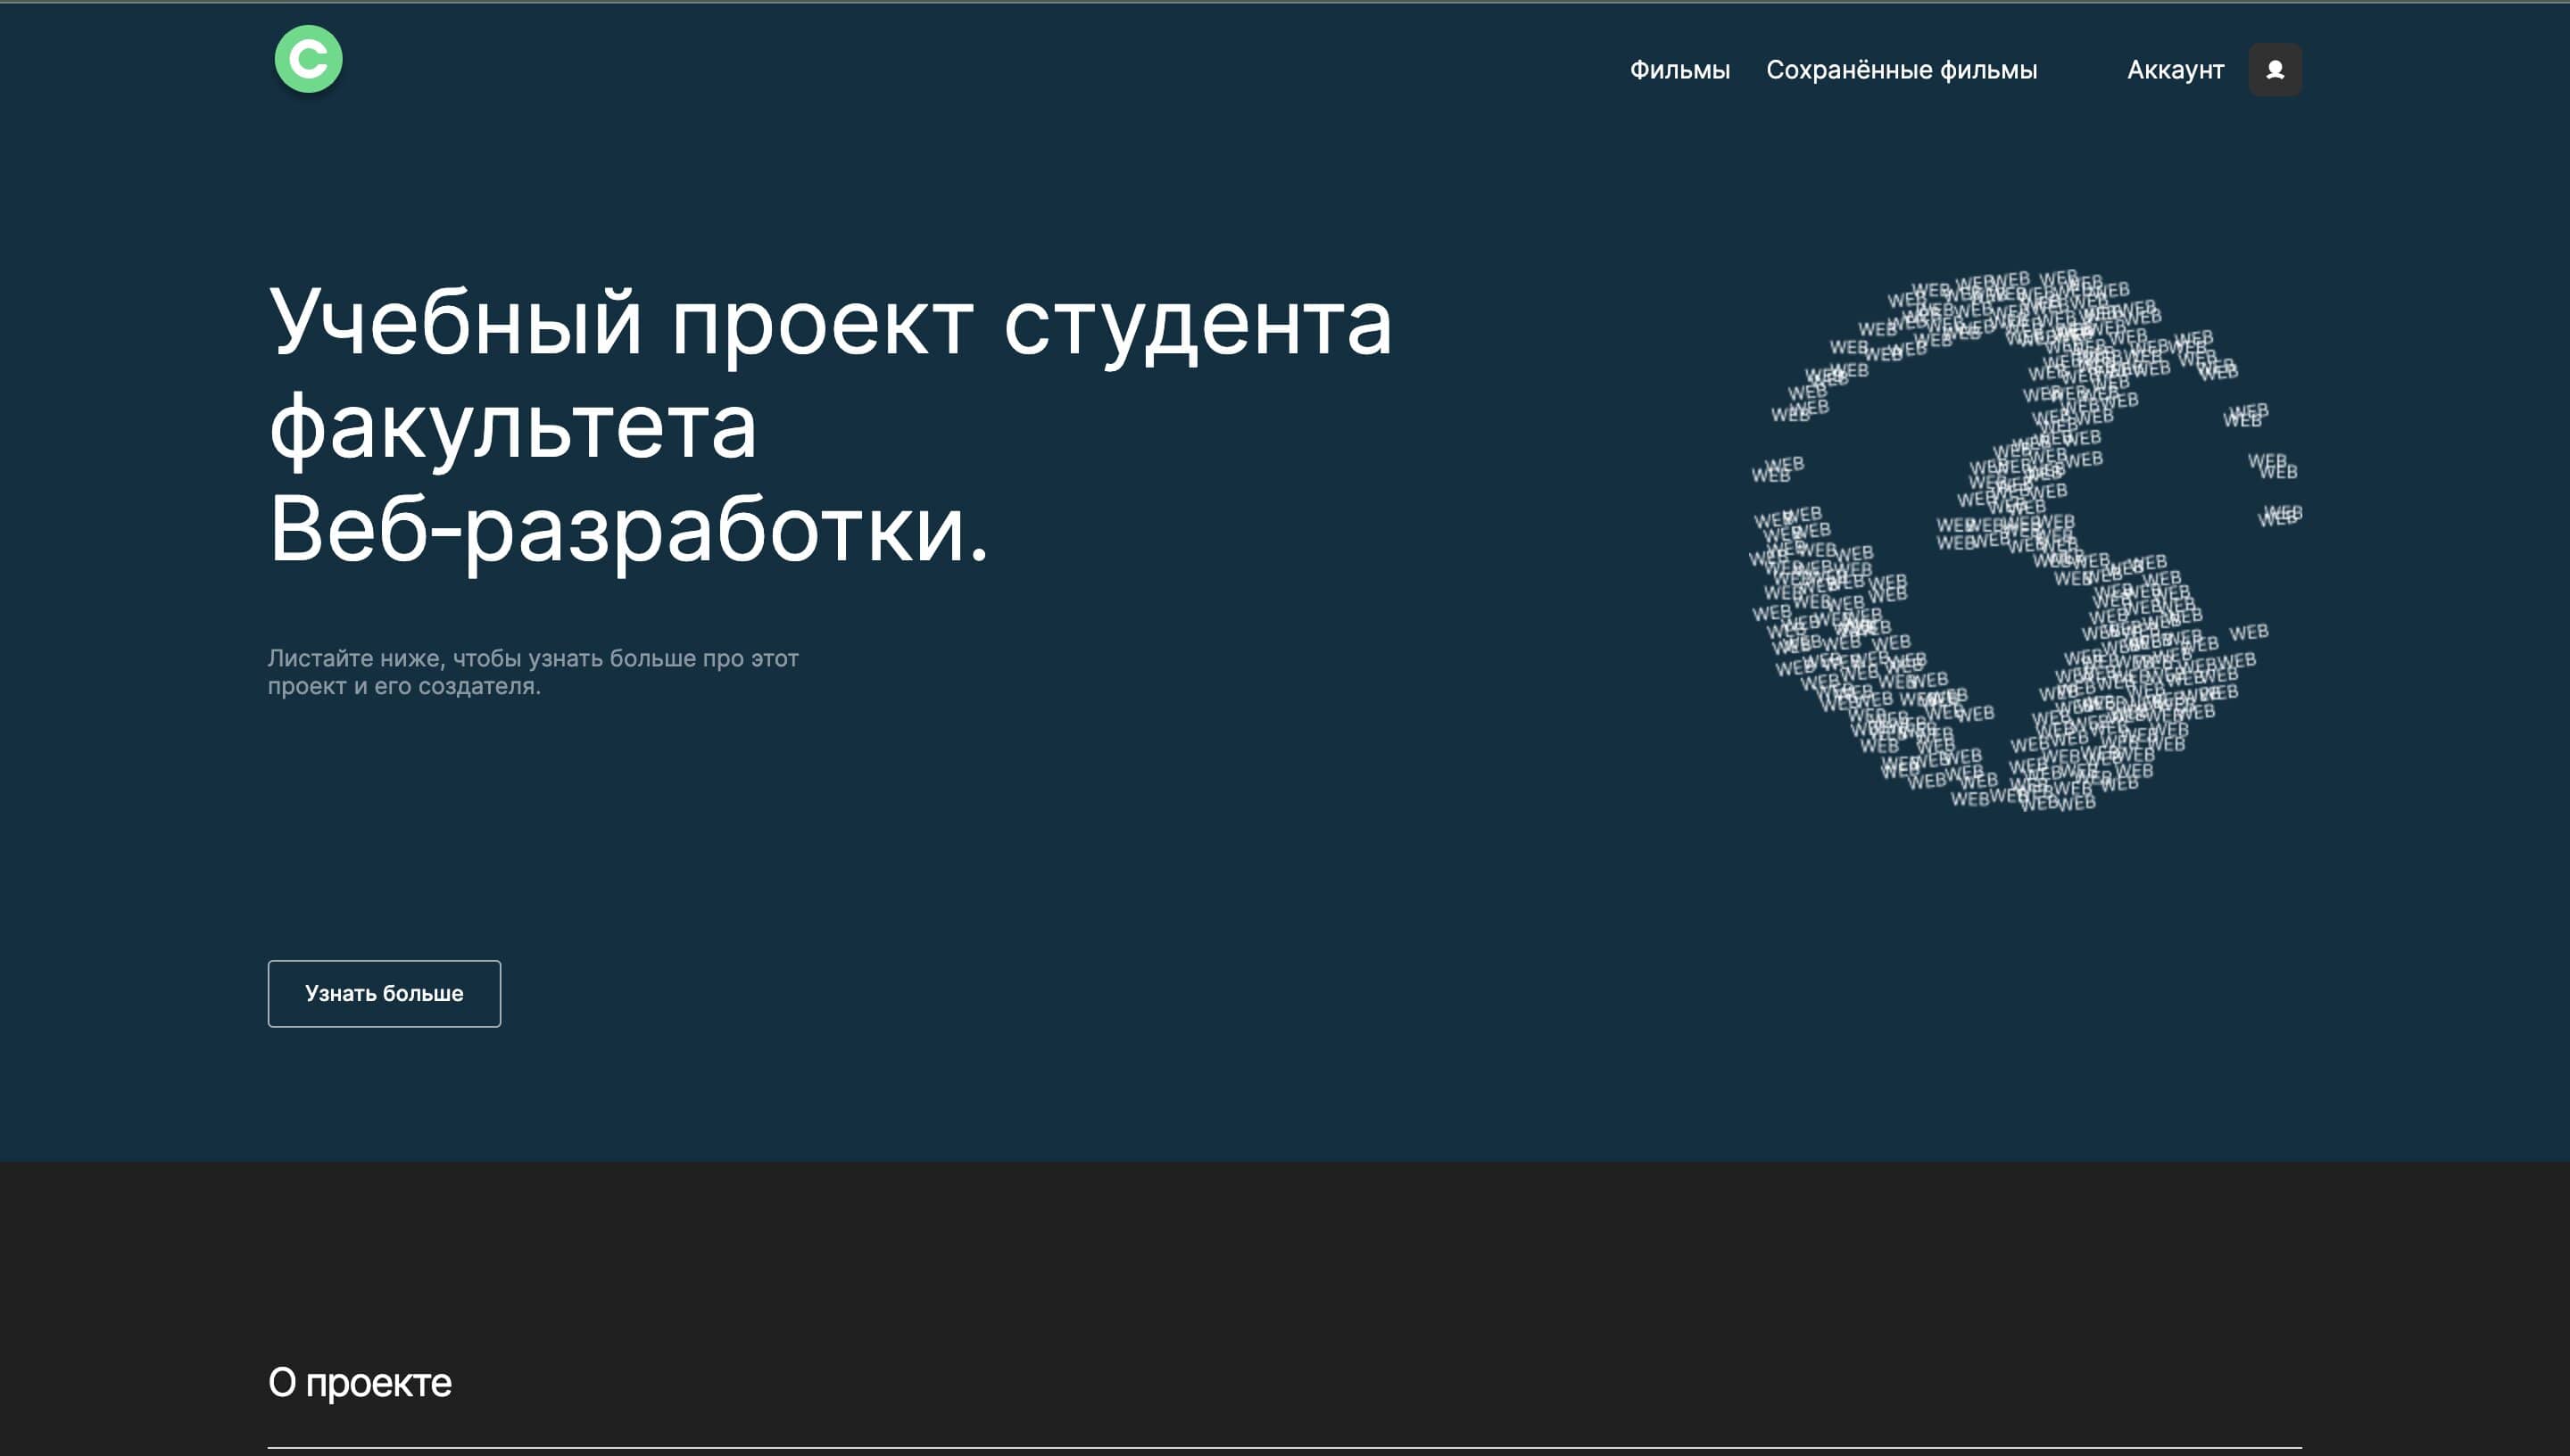 C
Фильмы Сохранённые фильмы Аккаунт
Учебный проект студента
факультета
Веб-разработки.
WEB
Листайте ниже, чтобы узнать больше про этот
проект и его создателя.
Узнать больше
О проекте